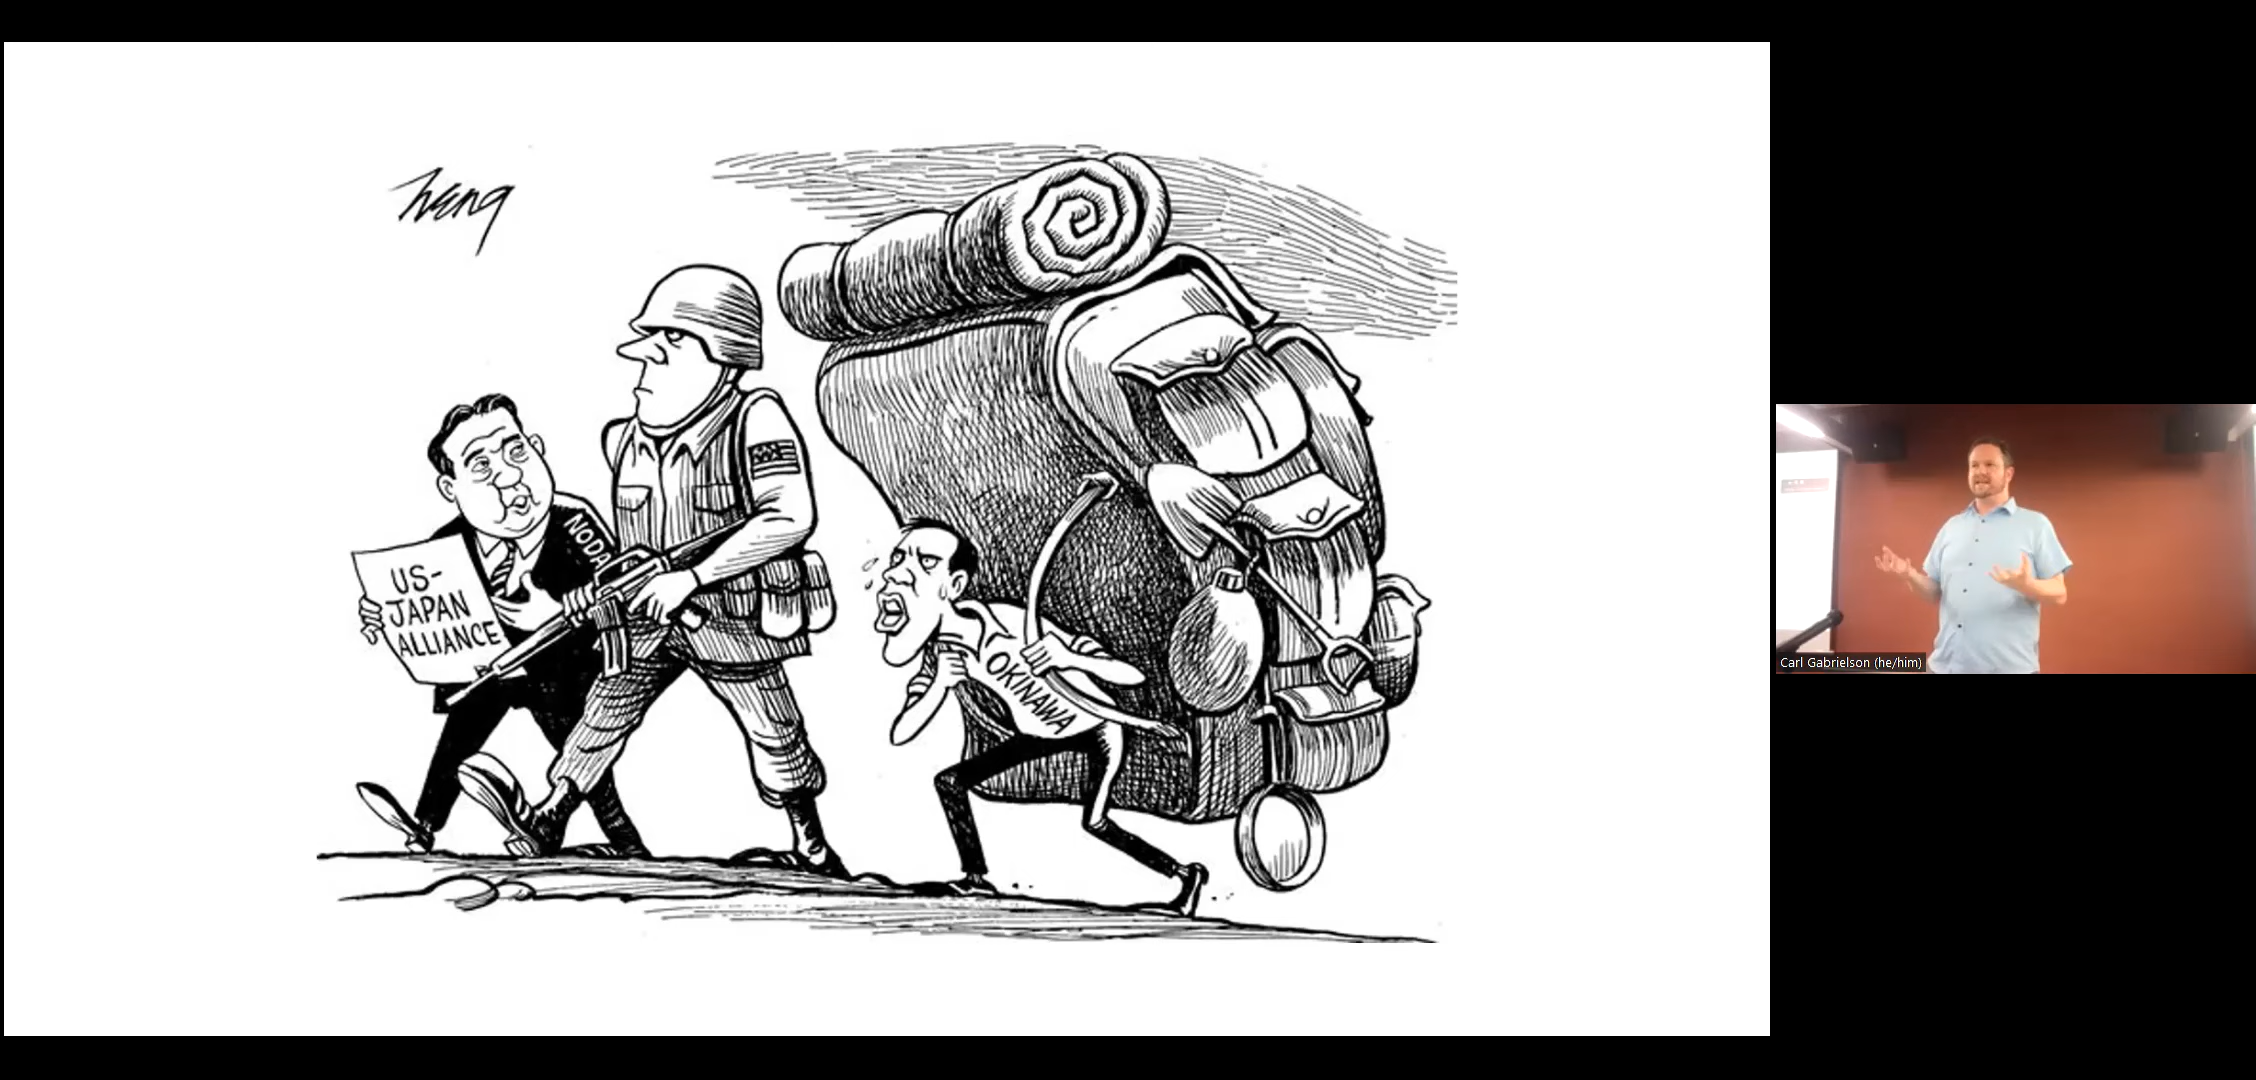 heng
NODA
US-
JAPAN
ALLIANCE
OKINAWA
Carl Gabrielson (he/him)